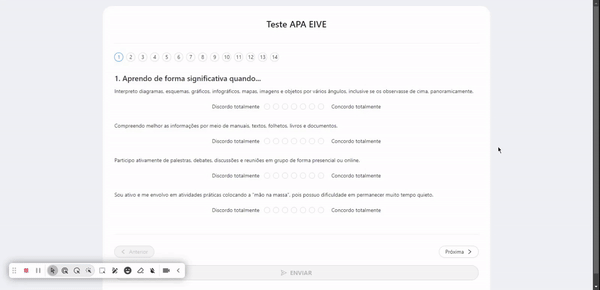 Teste APA EIVE
1 2 3 4 5 6 7 8 9 10 11 12 13 14
1. Aprendo de forma significativa quando...
Interpreto diagramas, esquemas, gráficos, infográficos, mapas, imagens e objetos por vários ângulos, inclusive se os observasse de cima, panoramicamente.
Discordo totalmente Concordo totalmente
Compreendo melhor as informações por meio de manuais, textos, folhetos, livros e documentos.
Discordo totalmente Concordo totalmente
Participo ativamente de palestras, debates, discussões e reuniões em grupo de forma presencial ou online.
Discordo totalmente Concordo totalmente
Sou ativo e me envolvo em atividades práticas colocando a "mão na massa", pois possuo dificuldade em permanecer muito tempo quieto.
Discordo totalmente Concordo totalmente
Anterior Próxima
ENVIAR